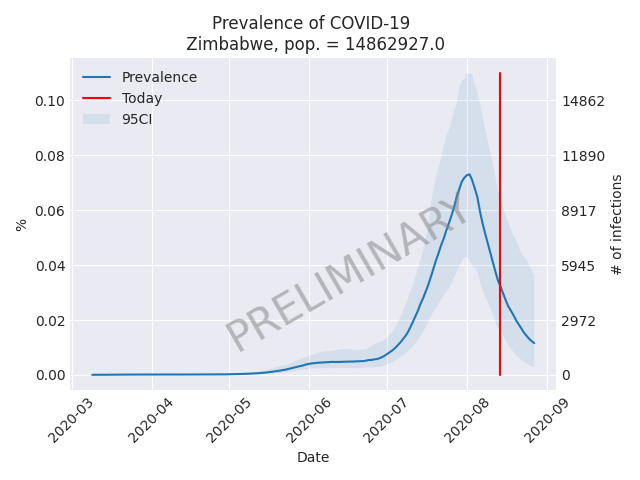 Prevalence of COVID-19
Zimbabwe, pop. = 14862927.0
Prevalence
Today
95CI
PRELIMINARY
%
0.10
0.08
0.06
0.04
0.02
0.00
14862
11890
8917
5945
2972
0
# of infections
2020-03
2020-04
2020-05
2020-06
2020-07
2020-08
2020-09
Date